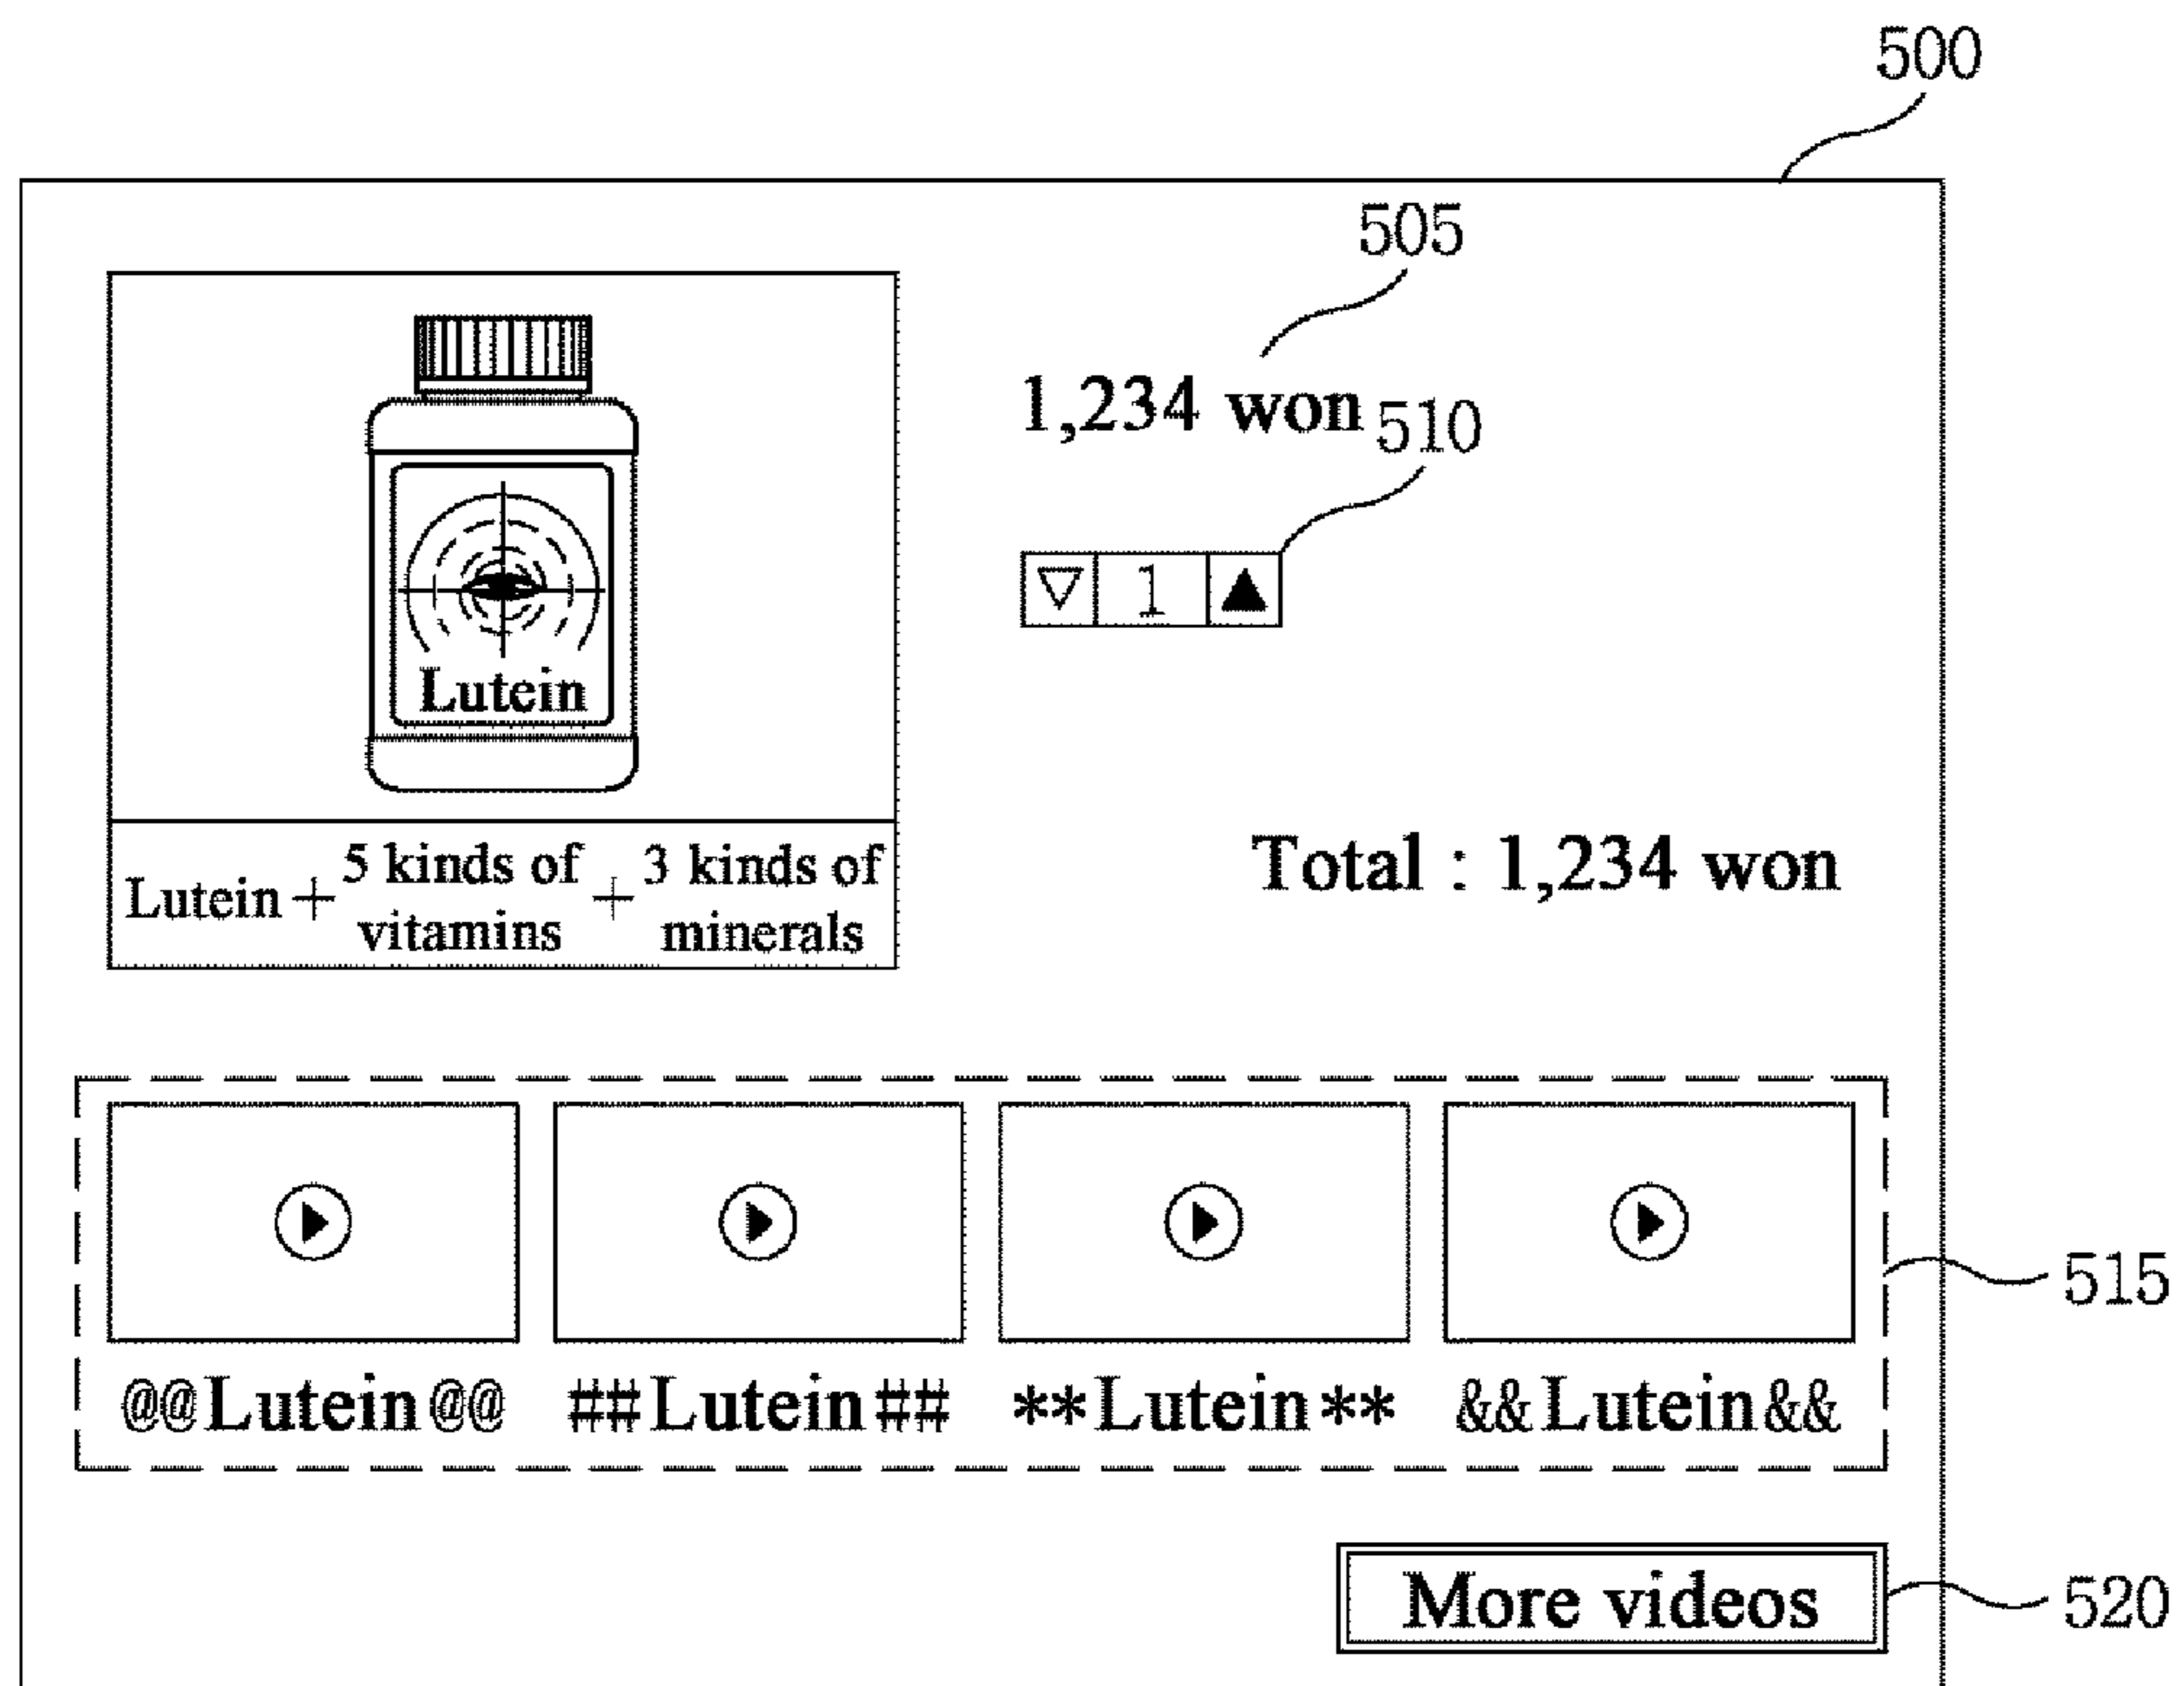 500
505
1,234 won
510
▽ 1 ▲
Lutein
Lutein + 5 kinds of vitamins + 3 kinds of minerals
Total : 1,234 won
515
@@Lutein@@ ##Lutein## **Lutein** &&Lutein&&
More videos
520